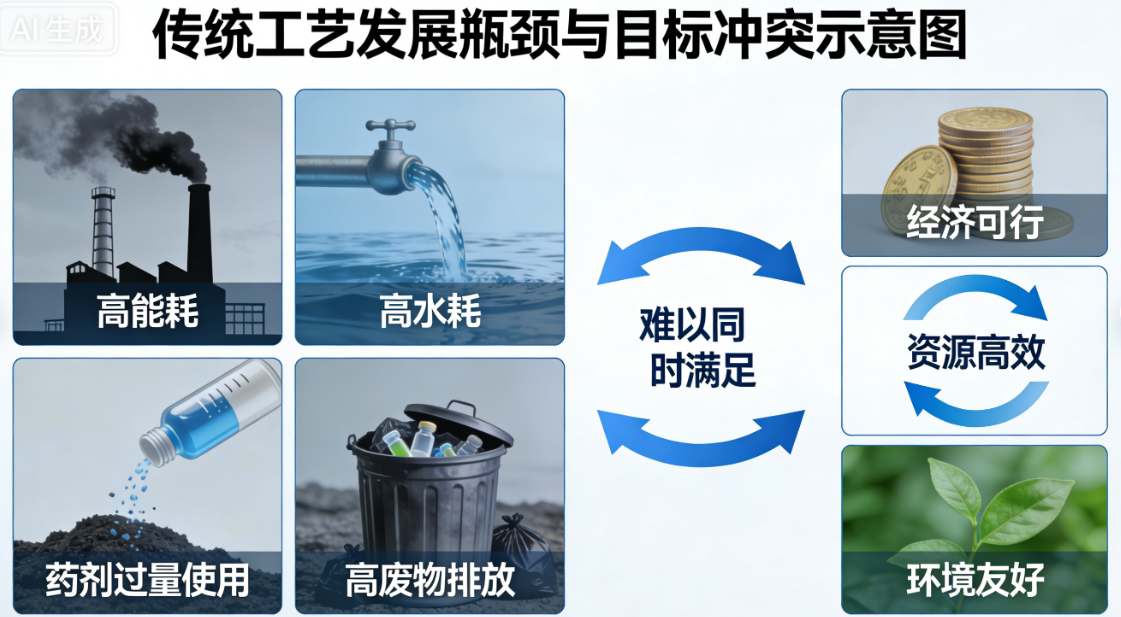 AI生成
传统工艺发展瓶颈与目标冲突示意图
高能耗
高水耗
药剂过量使用
高废物排放
难以同
时满足
经济可行
资源高效
环境友好